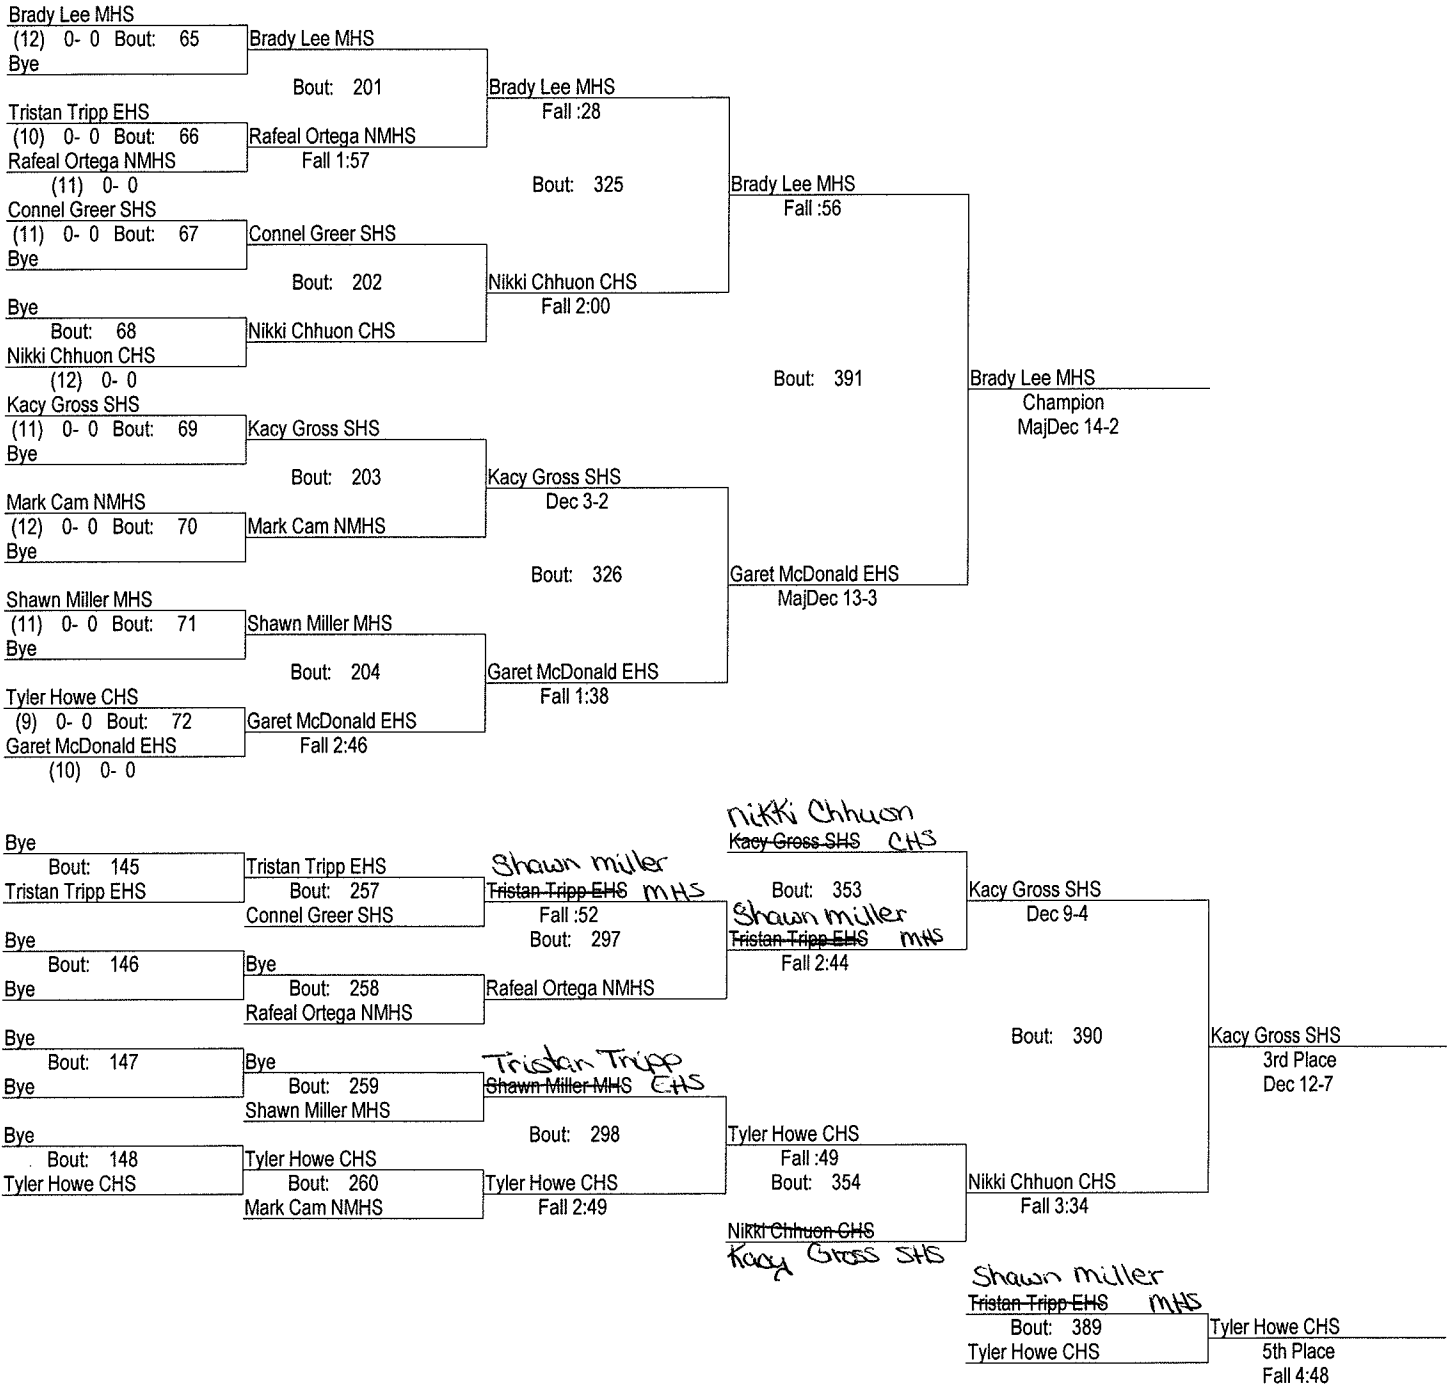 Brady Lee MHS
(12) 0- 0 Bout: 65
Bye
Brady Lee MHS
Bout: 201
Tristan Tripp EHS
(10) 0- 0 Bout: 66
Rafeal Ortega NMHS
(11) 0- 0
Rafeal Ortega NMHS
Fall 1:57
Brady Lee MHS
Fall :28
Bout: 325
Connel Greer SHS
(11) 0- 0 Bout: 67
Bye
Connel Greer SHS
Bout: 202
Bye
Bout: 68
Nikki Chhuon CHS
(12) 0- 0
Nikki Chhuon CHS
Nikki Chhuon CHS
Fall 2:00
Brady Lee MHS
Fall :56
Bout: 391
Kacy Gross SHS
(11) 0- 0 Bout: 69
Bye
Kacy Gross SHS
Bout: 203
Mark Cam NMHS
(12) 0- 0 Bout: 70
Bye
Mark Cam NMHS
Kacy Gross SHS
Dec 3-2
Bout: 326
Shawn Miller MHS
(11) 0- 0 Bout: 71
Bye
Shawn Miller MHS
Bout: 204
Tyler Howe CHS
(9) 0- 0 Bout: 72
Garet McDonald EHS
(10) 0- 0
Garet McDonald EHS
Fall 2:46
Garet McDonald EHS
Fall 1:38
Garet McDonald EHS
MajDec 13-3
Brady Lee MHS
Champion
MajDec 14-2
Bye
Bout: 145
Tristan Tripp EHS
Tristan Tripp EHS
Bout: 257
Connel Greer SHS
Shawn miller
Tristan Tripp EHS MHS
Fall :52
Bout: 297
Bye
Bout: 146
Bye
Bye
Bout: 258
Rafeal Ortega NMHS
Rafeal Ortega NMHS
nikki Chhuon
Kacy Gross SHS CHS
Bout: 353
Shawn miller
Tristan Tripp EHS MHS
Fall 2:44
Kacy Gross SHS
Dec 9-4
Bout: 390
Bye
Bout: 147
Bye
Bye
Bout: 259
Shawn Miller MHS
Tristan Tripp
Shawn Miller MHS EHS
Bout: 298
Bye
Bout: 148
Tyler Howe CHS
Tyler Howe CHS
Bout: 260
Mark Cam NMHS
Tyler Howe CHS
Fall 2:49
Tyler Howe CHS
Fall :49
Bout: 354
Nikki Chhuon CHS
Kacy Gross SHS
Nikki Chhuon CHS
Fall 3:34
Kacy Gross SHS
3rd Place
Dec 12-7
Shawn miller
Tristan Tripp EHS MHS
Bout: 389
Tyler Howe CHS
Tyler Howe CHS
5th Place
Fall 4:48